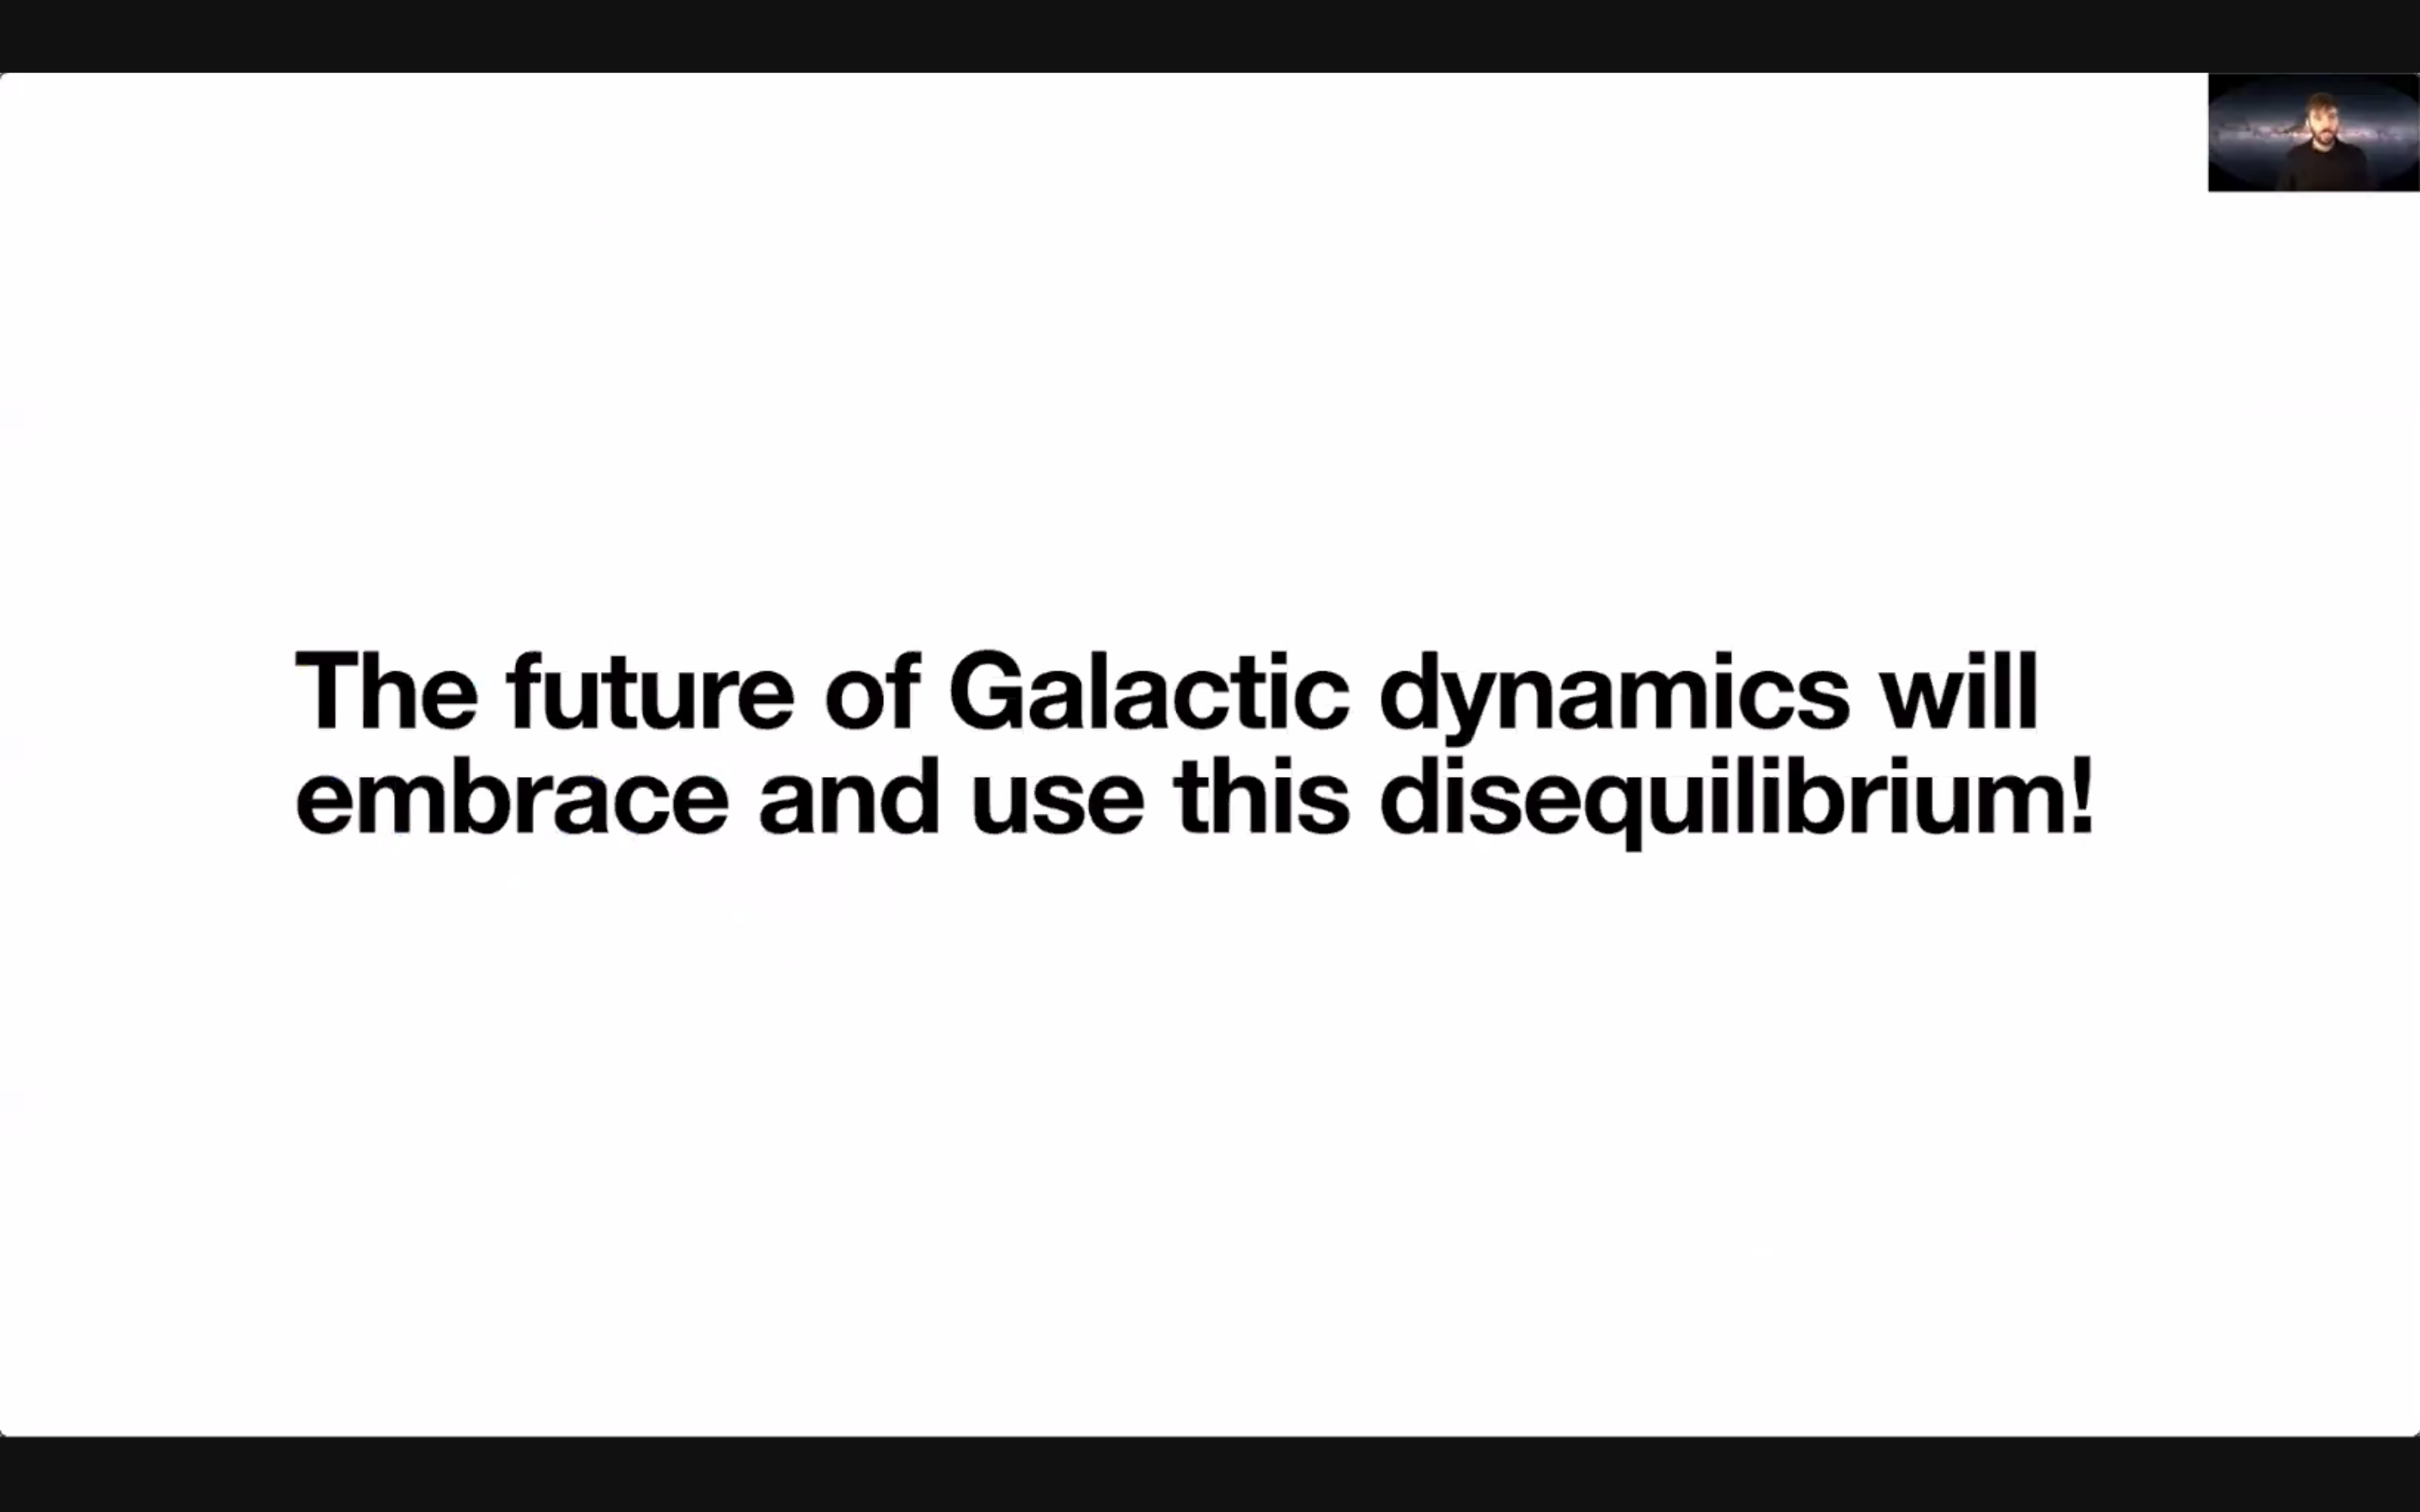 The future of Galactic dynamics will
embrace and use this disequilibrium!